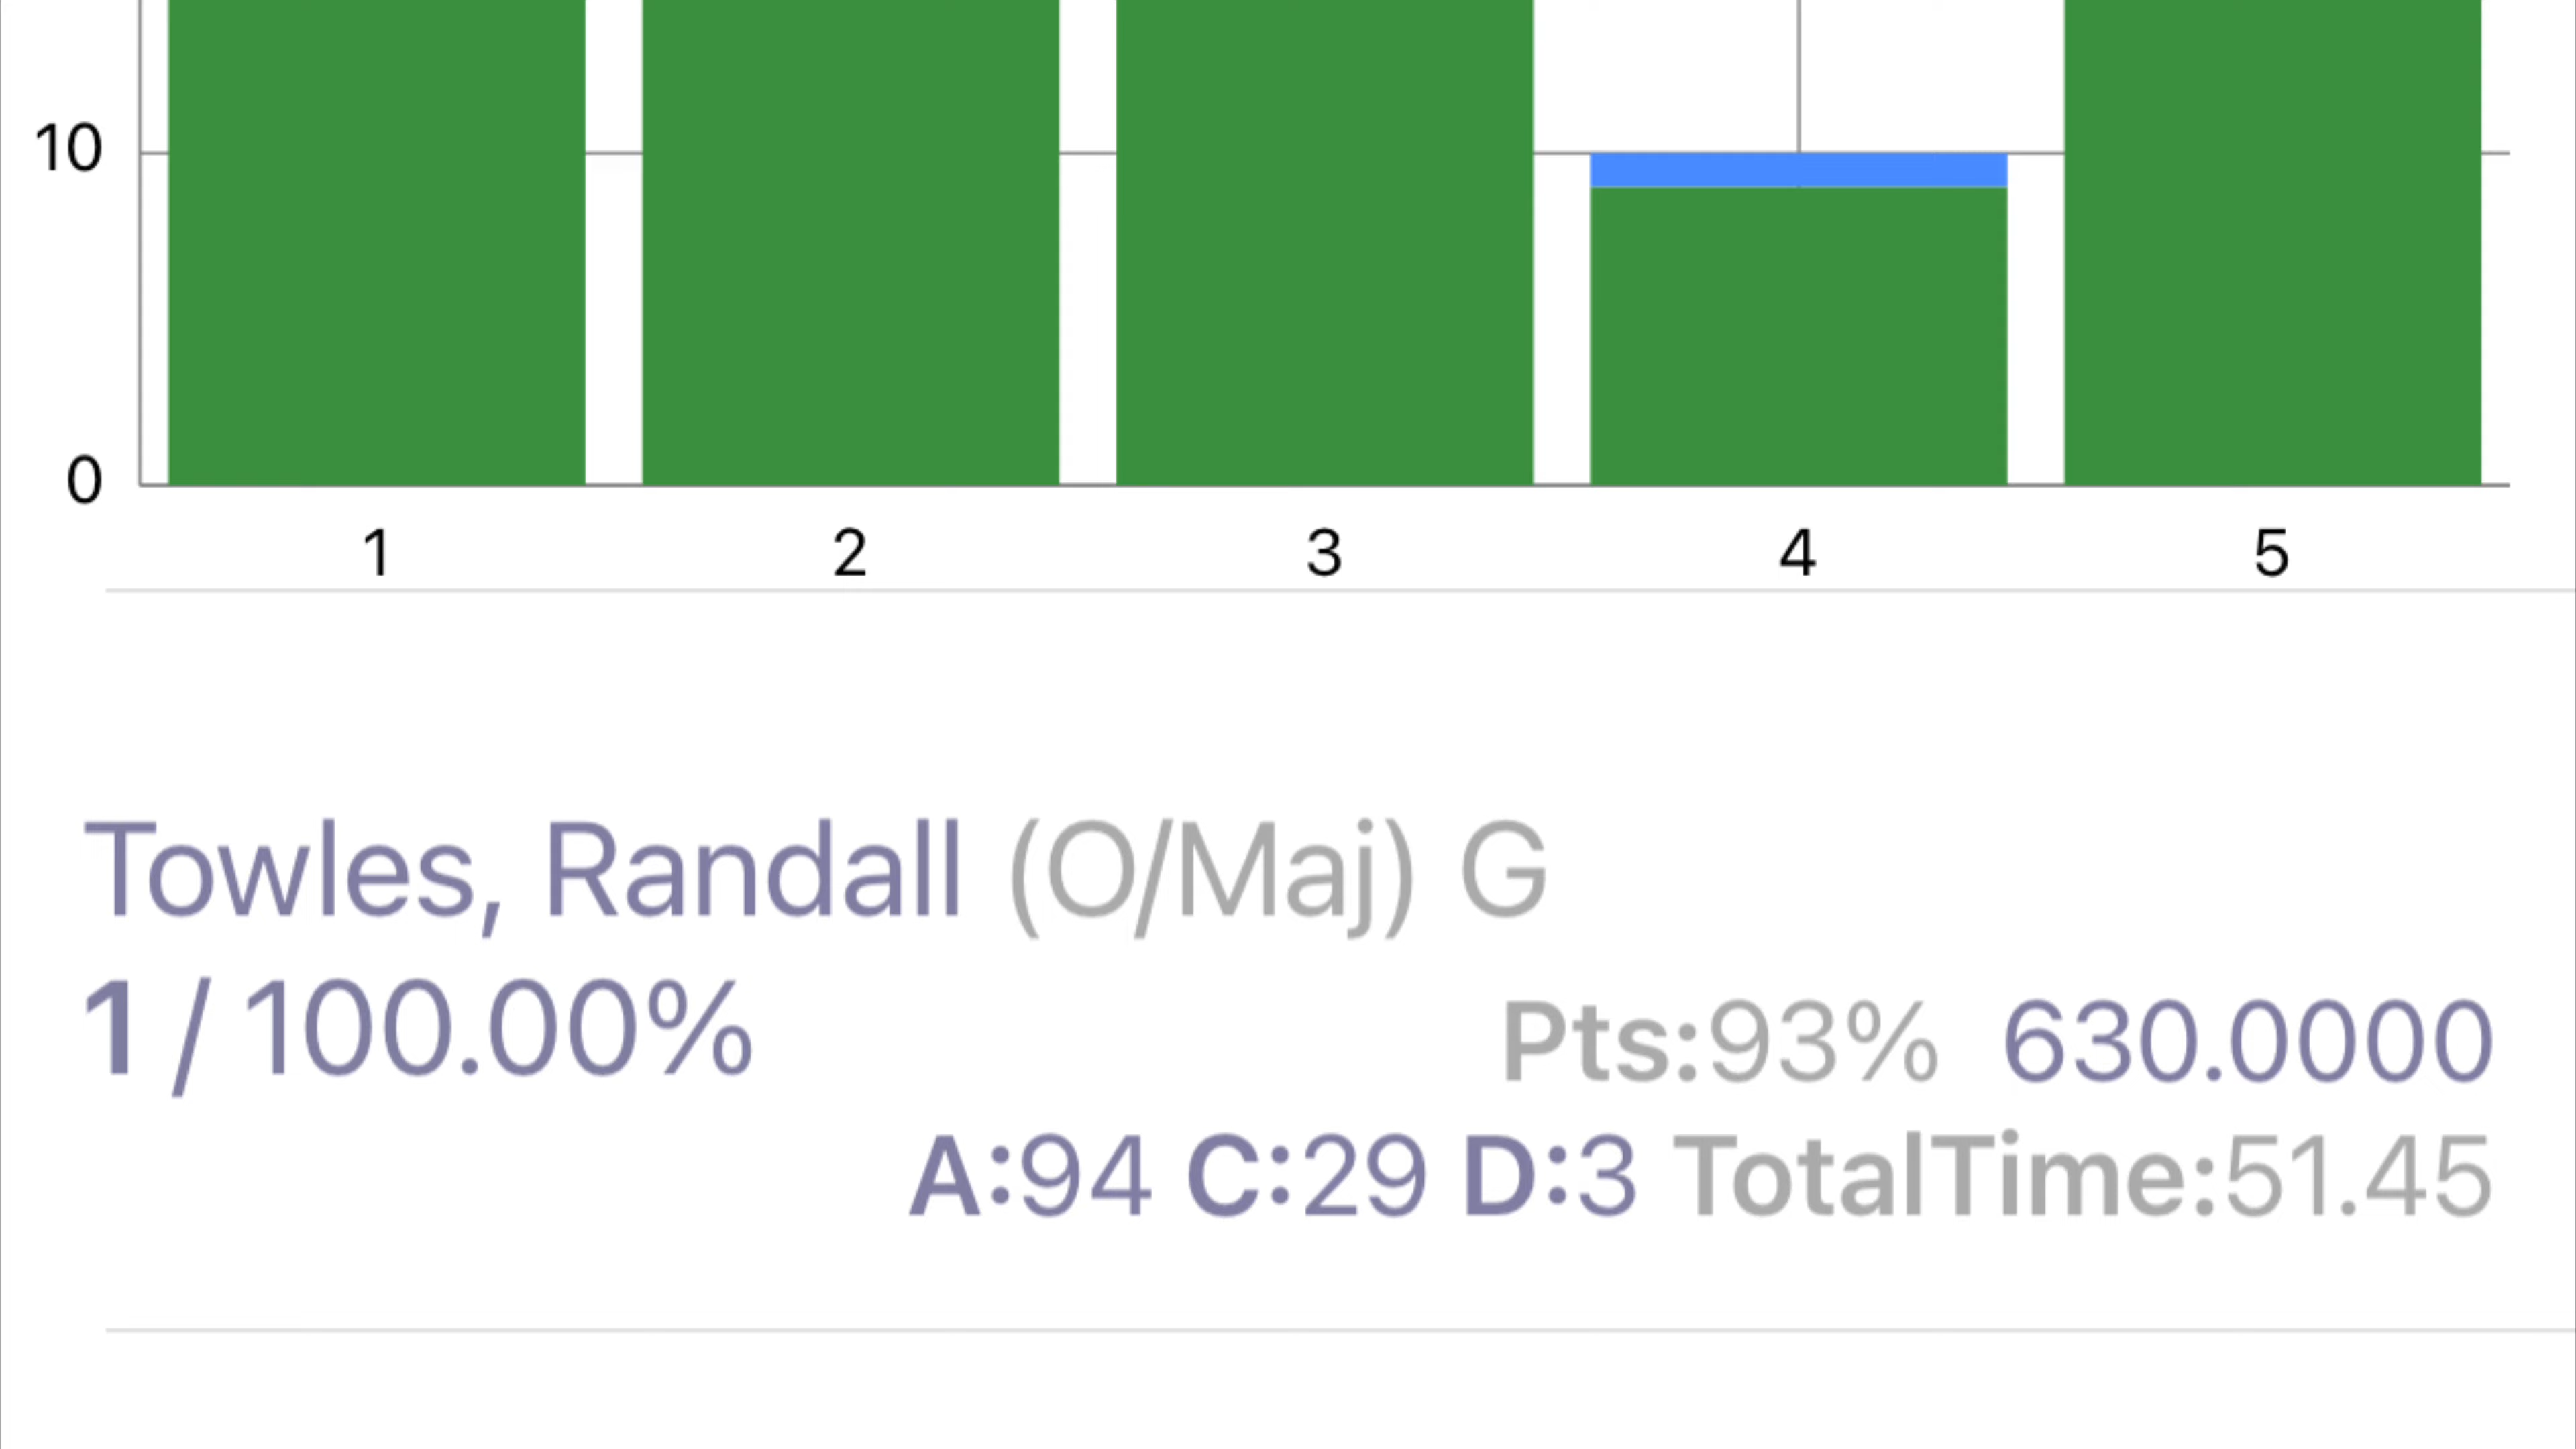 10
0
1 2 3 4 5
Towles, Randall (O/Maj) G
1 / 100.00% Pts:93% 630.0000
A:94 C:29 D:3 TotalTime:51.45